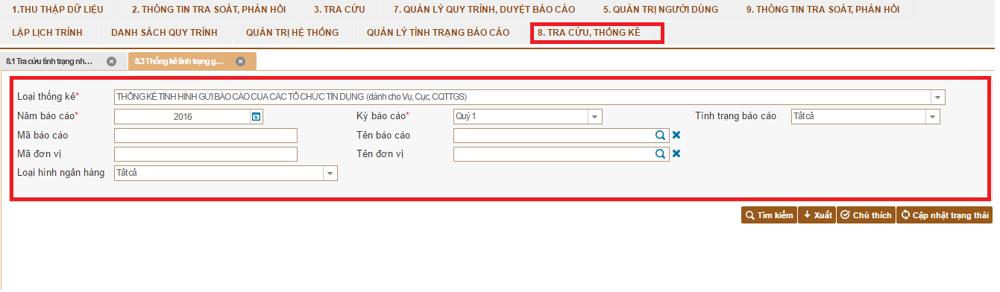 1.THU THẬP DỮ LIỆU 2. THÔNG TIN TRA SOÁT, PHẢN HỒI 3. TRA CỨU 7. QUẢN LÝ QUY TRÌNH, DUYỆT BÁO CÁO 5. QUẢN TRỊ NGƯỜI DÙNG 9. THÔNG TIN TRA SOÁT, PHẢN HỒI
LẬP LỊCH TRÌNH DANH SÁCH QUY TRÌNH QUẢN TRỊ HỆ THỐNG QUẢN LÝ TÌNH TRẠNG BÁO CÁO 8. TRA CỨU, THỐNG KÊ
8.1 Tra cứu tình trạng nh... 8.3 Thống kê tình trạng g...
Loại thống kê* THỐNG KÊ TÌNH HÌNH GỬI BÁO CÁO CỦA CÁC TỔ CHỨC TÍN DỤNG (dành cho Vụ, Cục, CQTTGS)
Năm báo cáo* 2016 Kỳ báo cáo* Quý 1 Tình trạng báo cáo Tất cả
Mã báo cáo Tên báo cáo
Mã đơn vị Tên đơn vị
Loại hình ngân hàng Tất cả
Tìm kiếm Xuất Chú thích Cập nhật trạng thái